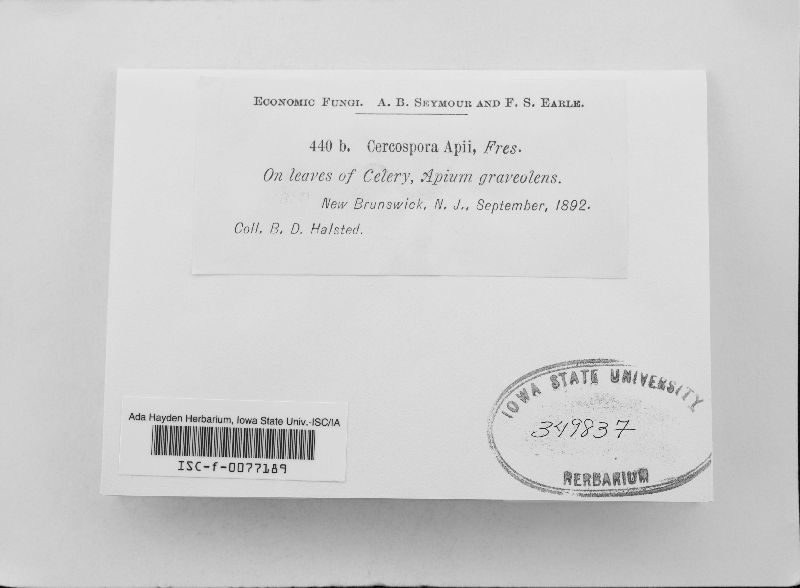 Economic Fungi. A. B. Seymour and F. S. Earle.
440 b. Cercospora Apii, Fres.
On leaves of Celery, Apium graveolens.
New Brunswick, N. J., September, 1892.
Coll. B. D. Halsted.
Ada Hayden Herbarium, Iowa State Univ.-ISC/IA
ISC-f-0077189
IOWA STATE UNIVERSITY
349837
HERBARIUM